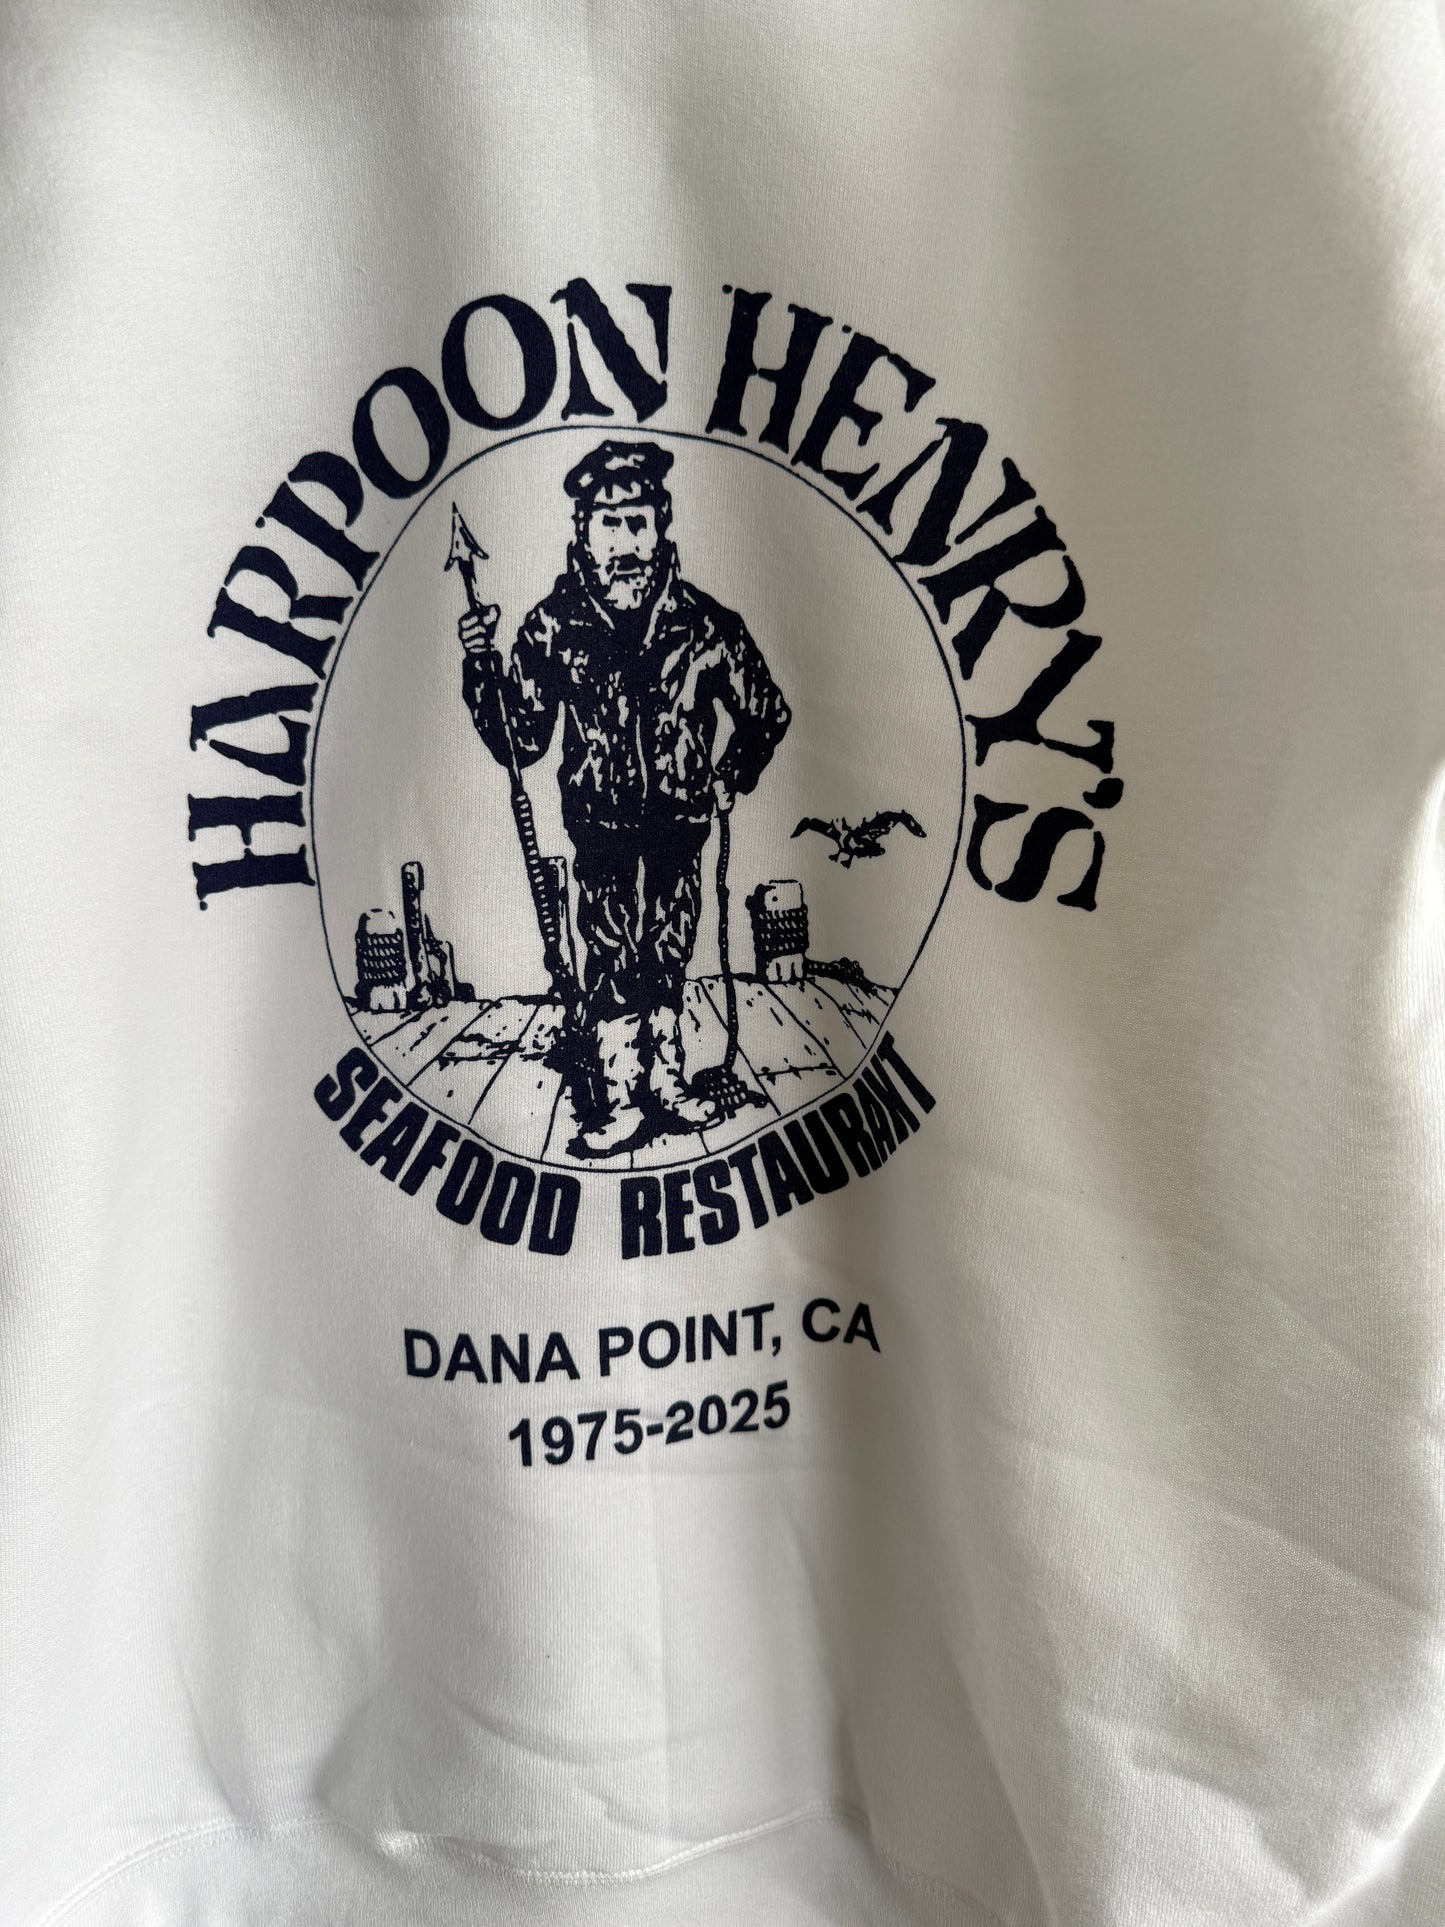 HARPOON HENRY'S
SEAFOOD RESTAURANT
DANA POINT, CA
1975-2025